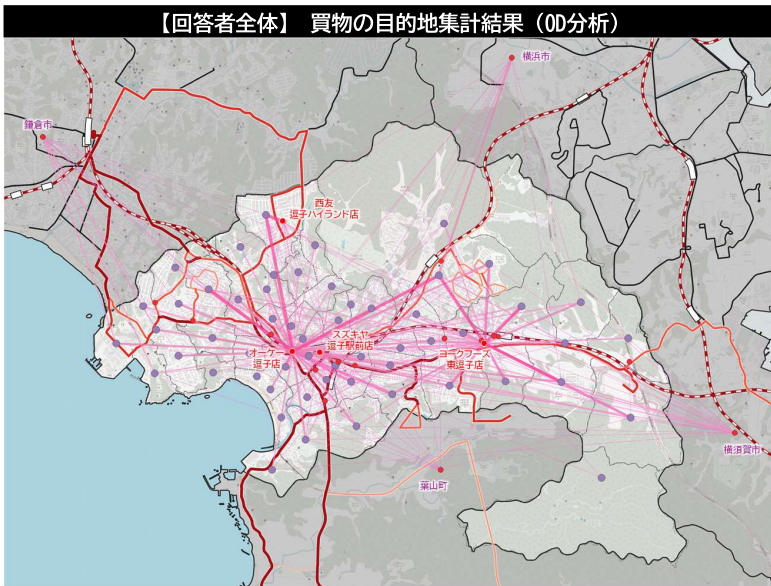 【回答者全体】 買物の目的地集計結果（OD分析）
横浜市
鎌倉市
西友
逗子ハイランド店
スズキヤ
逗子駅前店
オーケー
逗子店
ヨークフーズ
東逗子店
横須賀市
葉山町